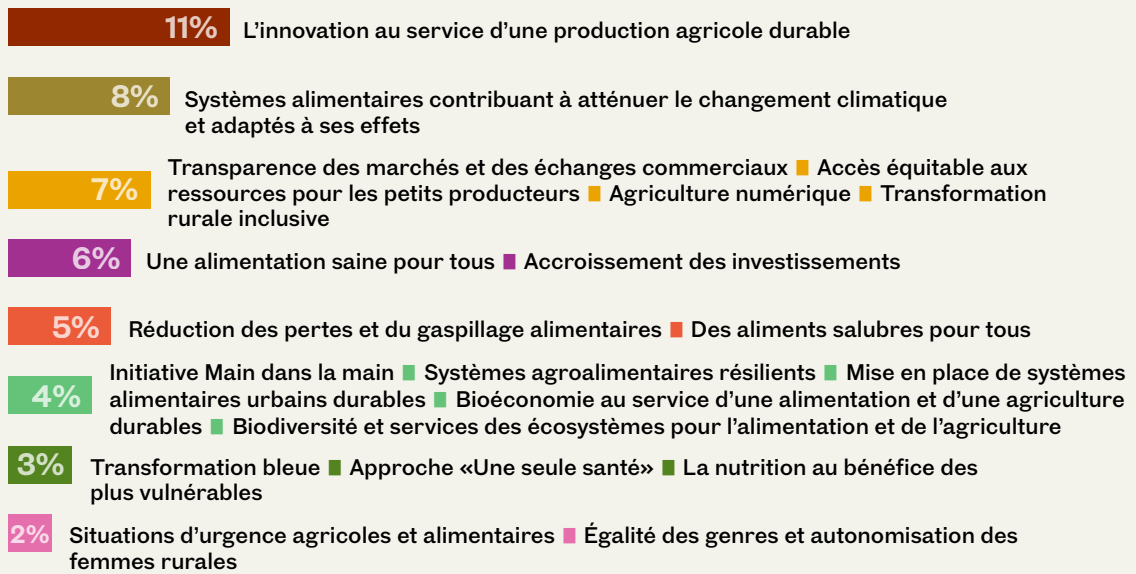 11% L’innovation au service d’une production agricole durable
8% Systèmes alimentaires contribuant à atténuer le changement climatique
et adaptés à ses effets
Transparence des marchés et des échanges commerciaux ■ Accès équitable aux
7% ressources pour les petits producteurs ■ Agriculture numérique ■ Transformation
rurale inclusive
6% Une alimentation saine pour tous ■ Accroissement des investissements
5% Réduction des pertes et du gaspillage alimentaires ■ Des aliments salubres pour tous
Initiative Main dans la main ■ Systèmes agroalimentaires résilients ■ Mise en place de systèmes
4% alimentaires urbains durables ■ Bioéconomie au service d’une alimentation et d’une agriculture
durables ■ Biodiversité et services des écosystèmes pour l’alimentation et de l’agriculture
3% Transformation bleue ■ Approche «Une seule santé» ■ La nutrition au bénéfice des
plus vulnérables
2% Situations d’urgence agricoles et alimentaires ■ Égalité des genres et autonomisation des
femmes rurales